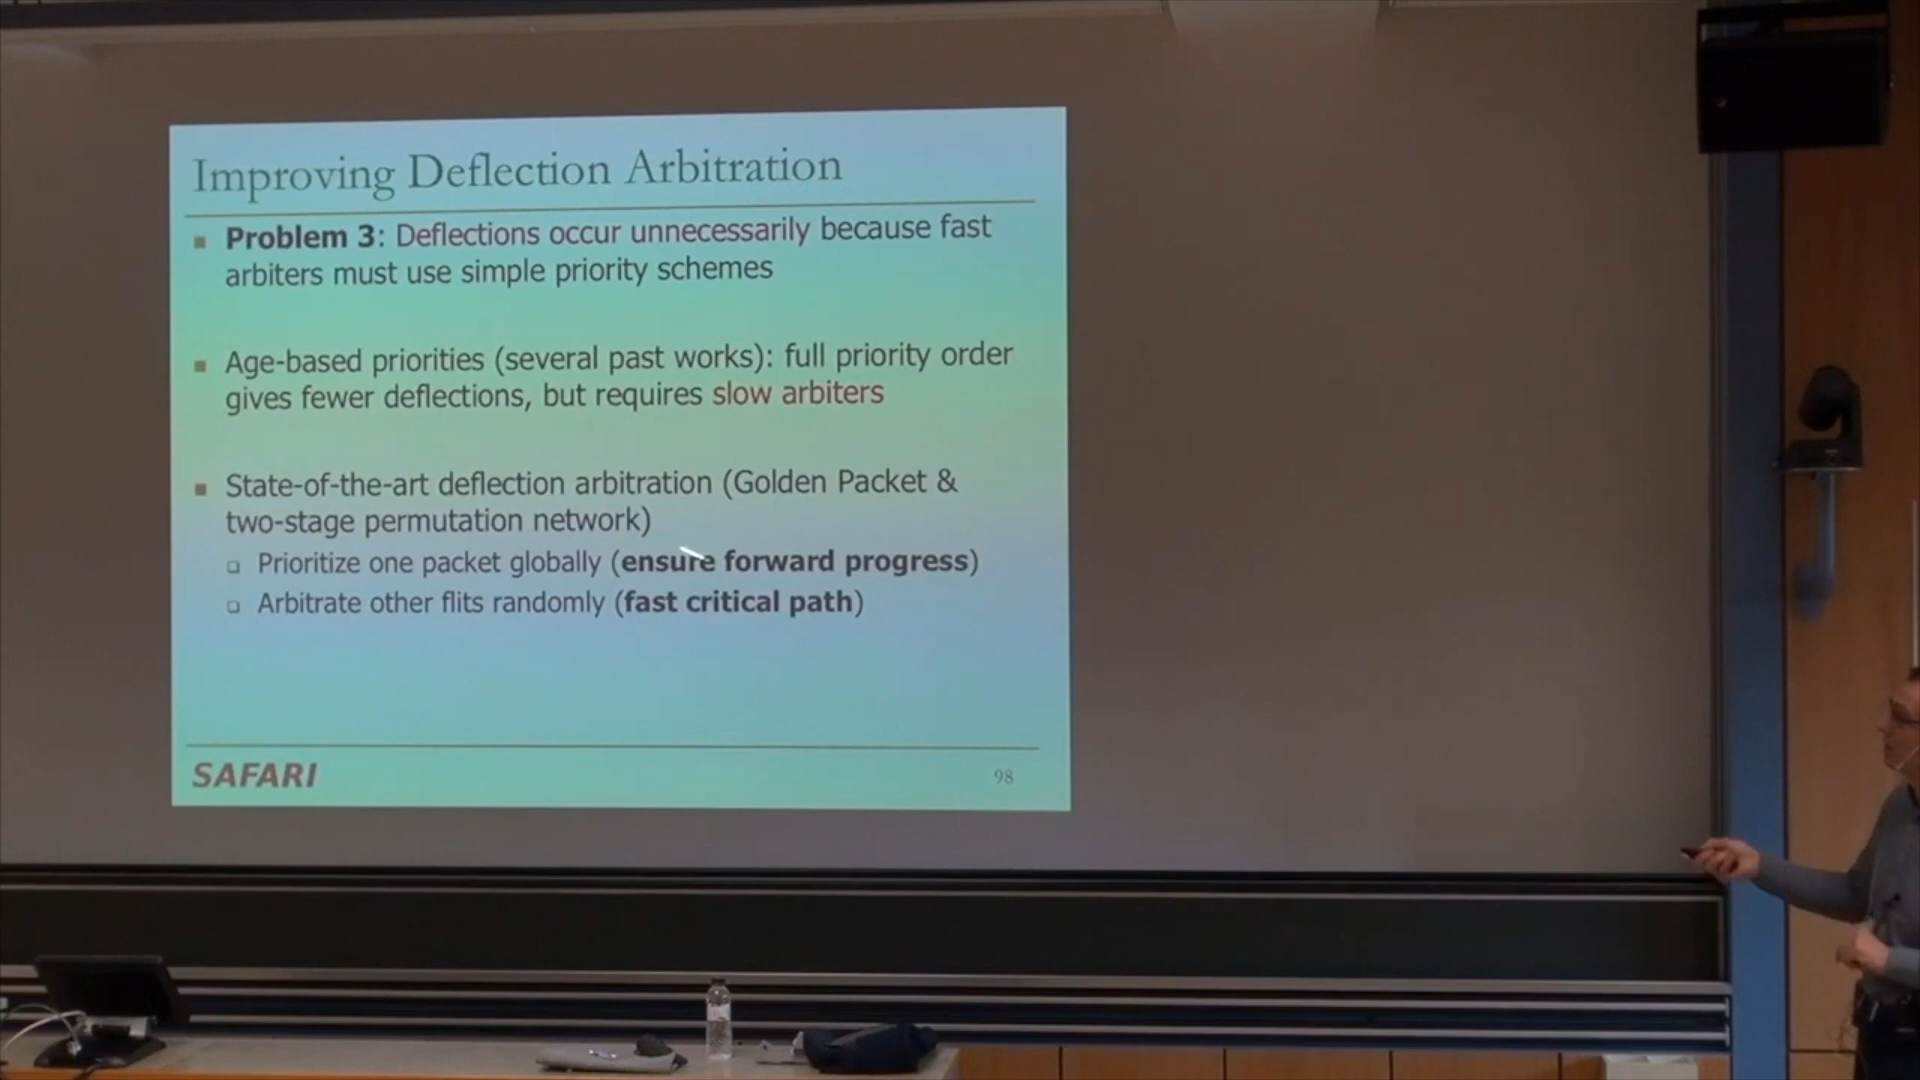 Improving Deflection Arbitration
Problem 3: Deflections occur unnecessarily because fast
arbiters must use simple priority schemes
Age-based priorities (several past works): full priority order
gives fewer deflections, but requires slow arbiters
State-of-the-art deflection arbitration (Golden Packet &
two-stage permutation network)
Prioritize one packet globally (ensure forward progress)
Arbitrate other flits randomly (fast critical path)
SAFARI
98